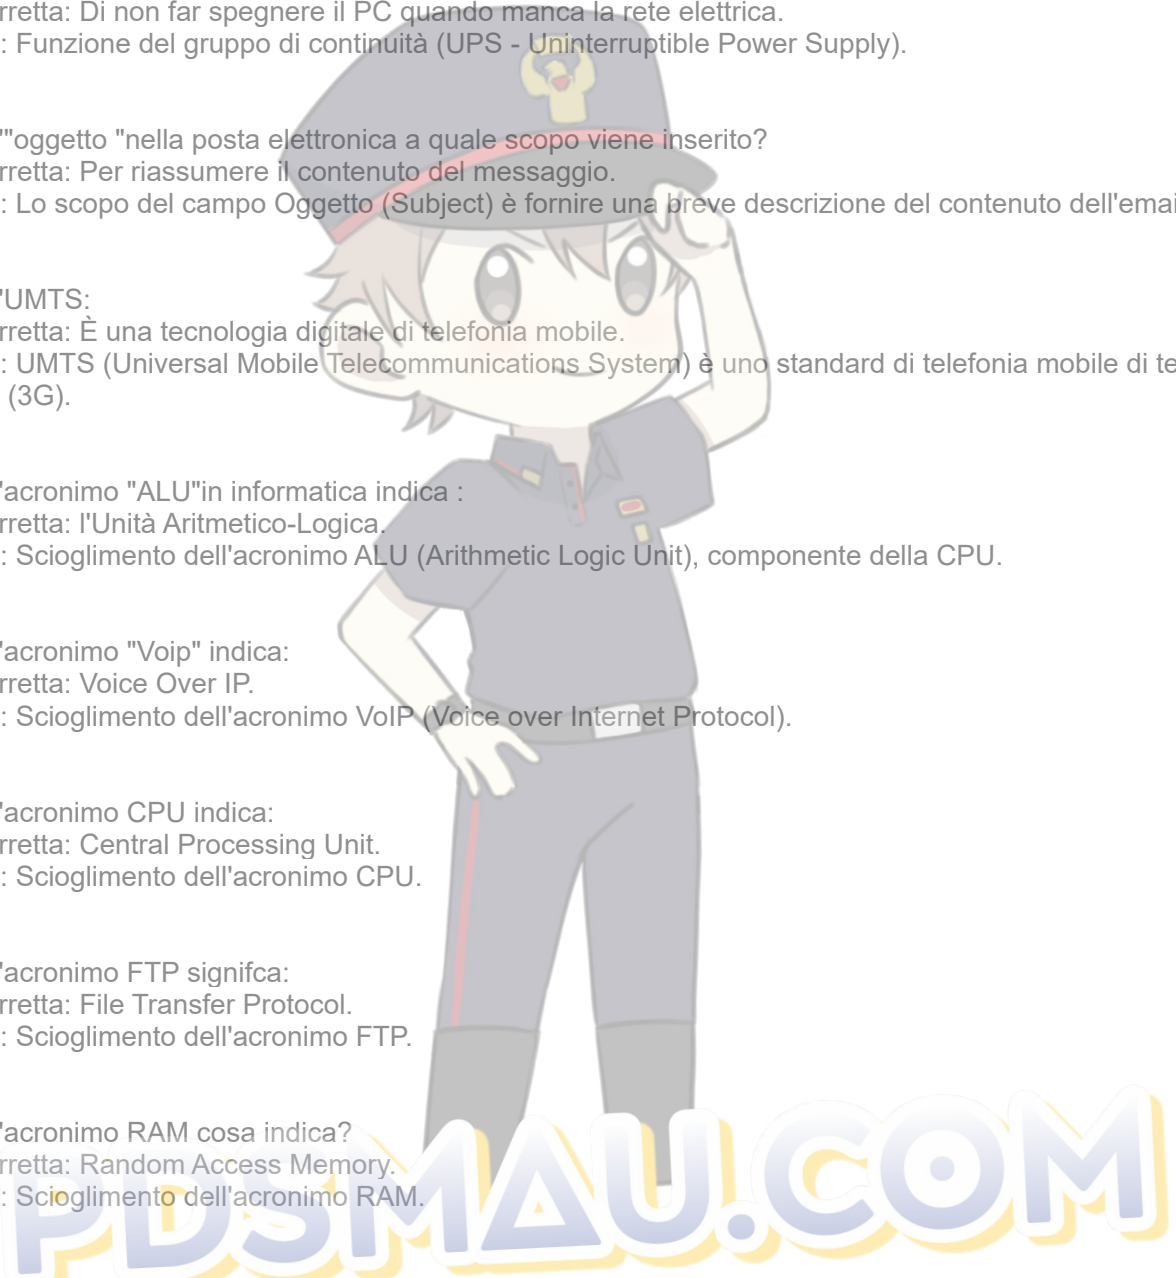 rretta: Di non far spegnere il PC quando manca la rete elettrica.
: Funzione del gruppo di continuità (UPS - Uninterruptible Power Supply).
'"oggetto "nella posta elettronica a quale scopo viene inserito?
rretta: Per riassumere il contenuto del messaggio.
: Lo scopo del campo Oggetto (Subject) è fornire una breve descrizione del contenuto dell'emai
'UMTS:
rretta: È una tecnologia digitale di telefonia mobile.
: UMTS (Universal Mobile Telecommunications System) è uno standard di telefonia mobile di te
(3G).
'acronimo "ALU"in informatica indica :
rretta: l'Unità Aritmetico-Logica.
: Scioglimento dell'acronimo ALU (Arithmetic Logic Unit), componente della CPU.
'acronimo "Voip" indica:
rretta: Voice Over IP.
: Scioglimento dell'acronimo VoIP (Voice over Internet Protocol).
'acronimo CPU indica:
rretta: Central Processing Unit.
: Scioglimento dell'acronimo CPU.
'acronimo FTP signifca:
rretta: File Transfer Protocol.
: Scioglimento dell'acronimo FTP.
'acronimo RAM cosa indica?
rretta: Random Access Memory.
: Scioglimento dell'acronimo RAM.
PDSMAU.COM